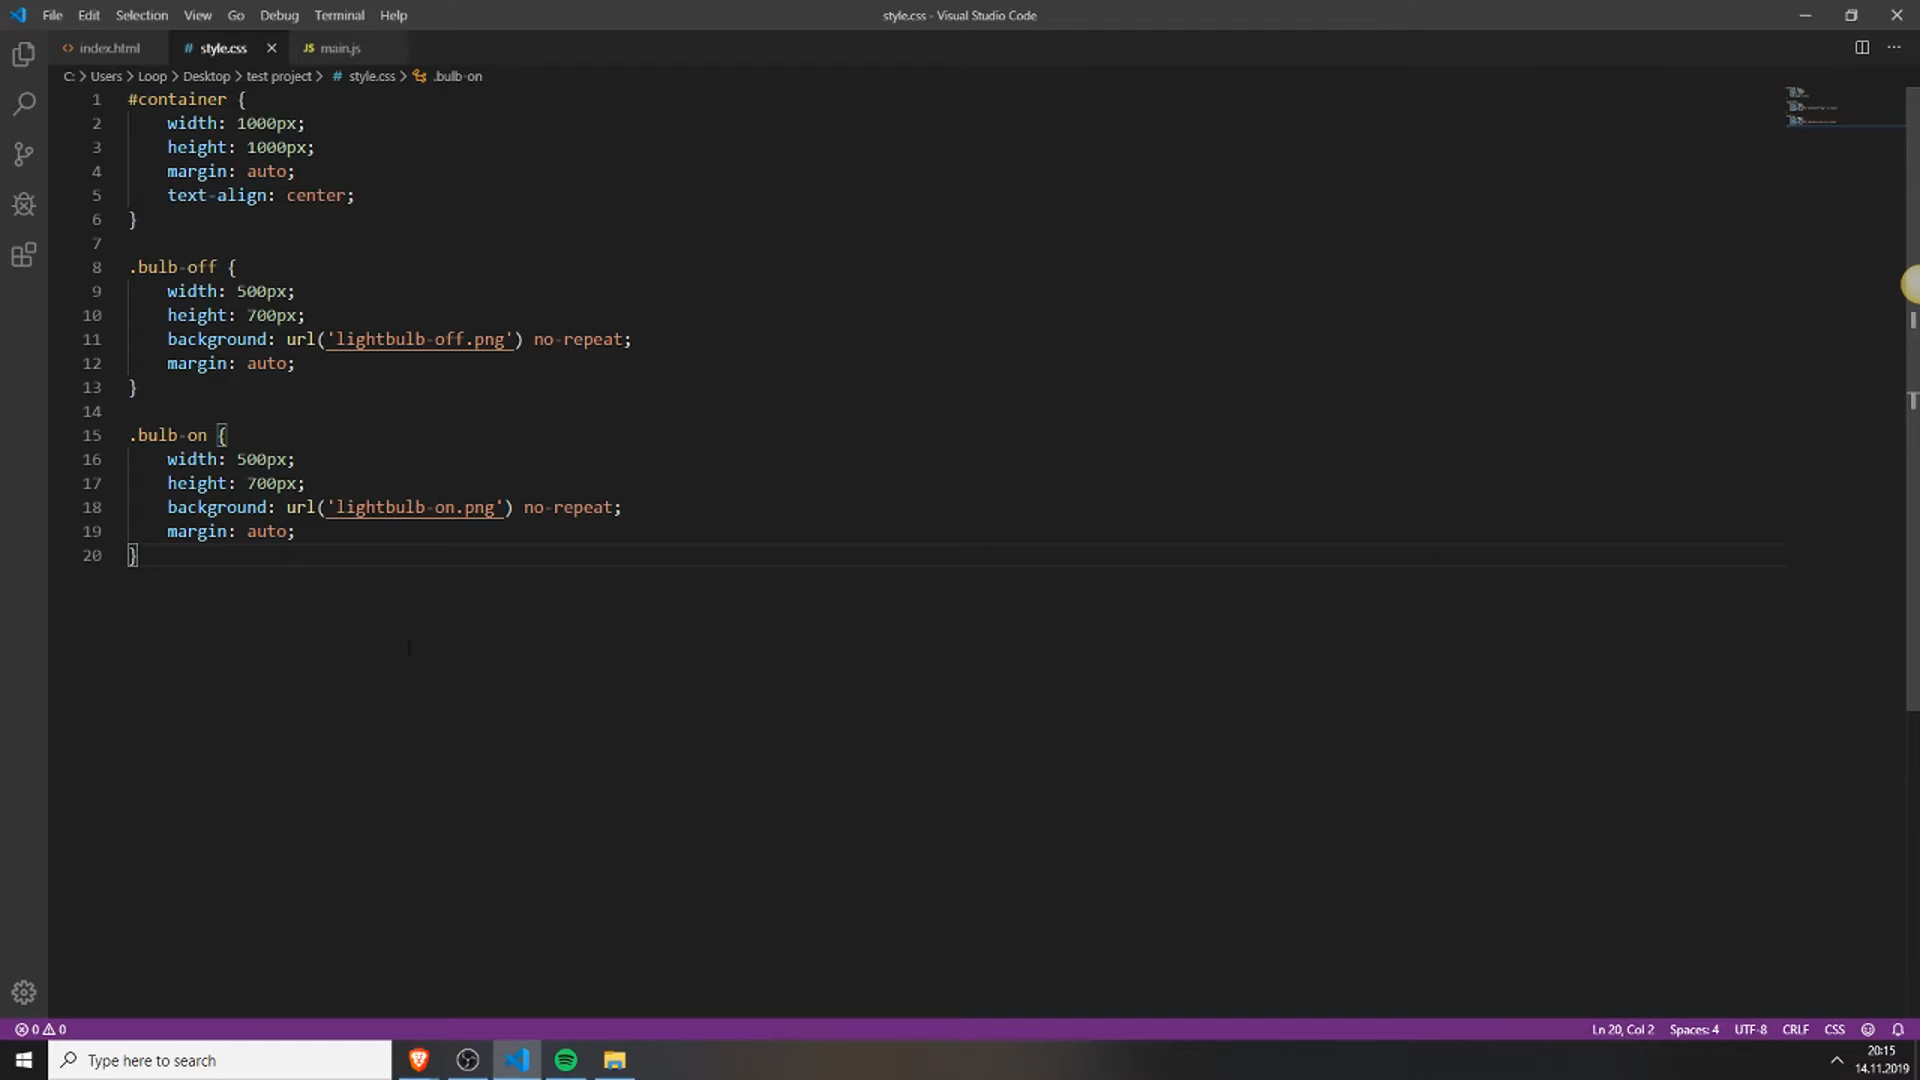 File Edit Selection View Go Debug Terminal Help
style.css - Visual Studio Code
<> index.html
# style.css
JS main.js
C: > Users > Loop > Desktop > test project > # style.css > .bulb-on
1 #container {
2 width: 1000px;
3 height: 1000px;
4 margin: auto;
5 text-align: center;
6 }
7
8 .bulb-off {
9 width: 500px;
10 height: 700px;
11 background: url('lightbulb-off.png') no-repeat;
12 margin: auto;
13 }
14
15 .bulb-on {
16 width: 500px;
17 height: 700px;
18 background: url('lightbulb-on.png') no-repeat;
19 margin: auto;
20 }
0 0
Ln 20, Col 2 Spaces: 4 UTF-8 CRLF CSS
Type here to search
20:15
14.11.2019